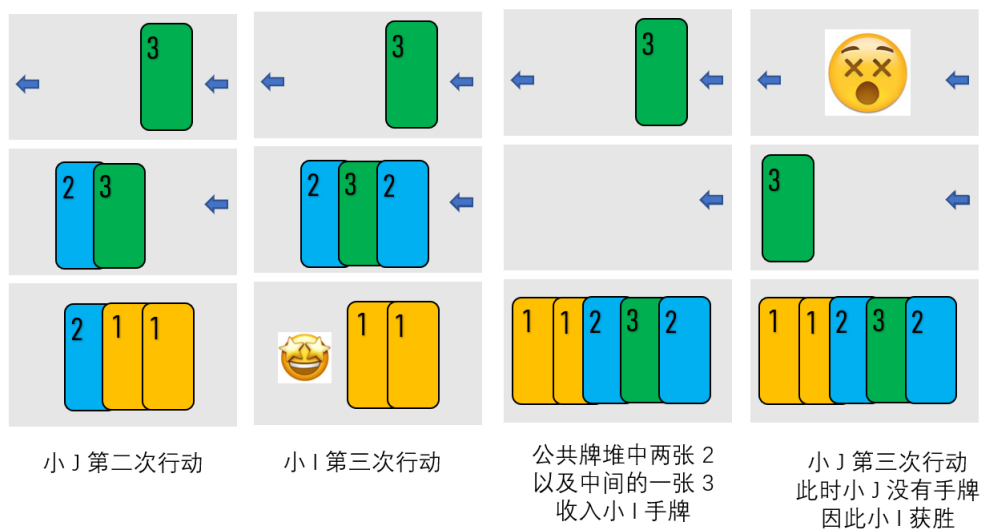 3
3
3
2 3
2 3 2
3
2 1 1
1 1
1 1 2 3 2
1 1 2 3 2
小 J 第二次行动
小 I 第三次行动
公共牌堆中两张 2
以及中间的一张 3
收入小 I 手牌
小 J 第三次行动
此时小 J 没有手牌
因此小 I 获胜